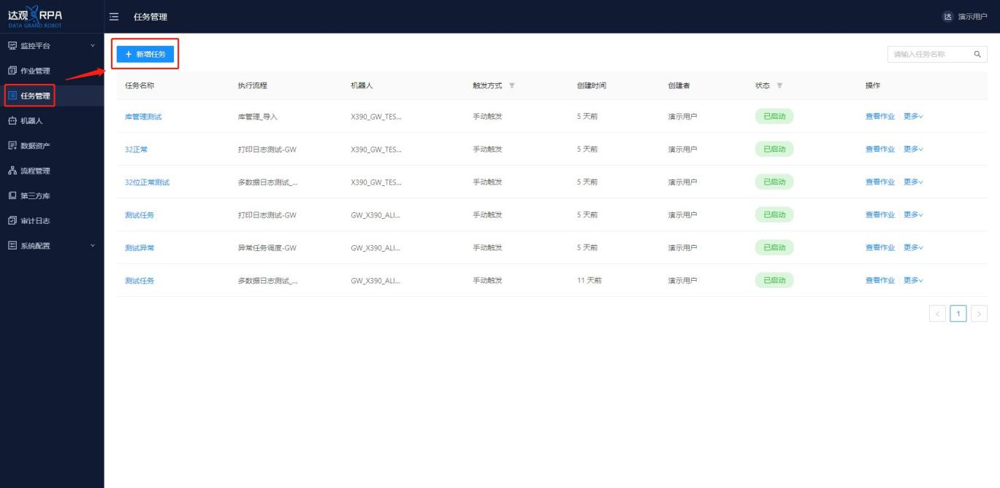 达观 RPA
DATA GRAND ROBOT
任务管理
达 演示用户
监控平台
作业管理
任务管理
机器人
数据资产
流程管理
第三方库
审计日志
系统配置
+ 新增任务
请输入任务名称
任务名称 执行流程 机器人 触发方式 创建时间 创建者 状态 操作
库管理测试 库管理_导入 X390_GW_TES... 手动触发 5 天前 演示用户 已启动 查看作业 更多
32正常 打印日志测试-GW X390_GW_TES... 手动触发 5 天前 演示用户 已启动 查看作业 更多
32位正常测试 多数据日志测试_... X390_GW_TES... 手动触发 5 天前 演示用户 已启动 查看作业 更多
测试任务 打印日志测试-GW GW_X390_ALI... 手动触发 5 天前 演示用户 已启动 查看作业 更多
测试异常 异常任务调度-GW GW_X390_ALI... 手动触发 5 天前 演示用户 已启动 查看作业 更多
测试任务 多数据日志测试_... GW_X390_ALI... 手动触发 11 天前 演示用户 已启动 查看作业 更多
< 1 >